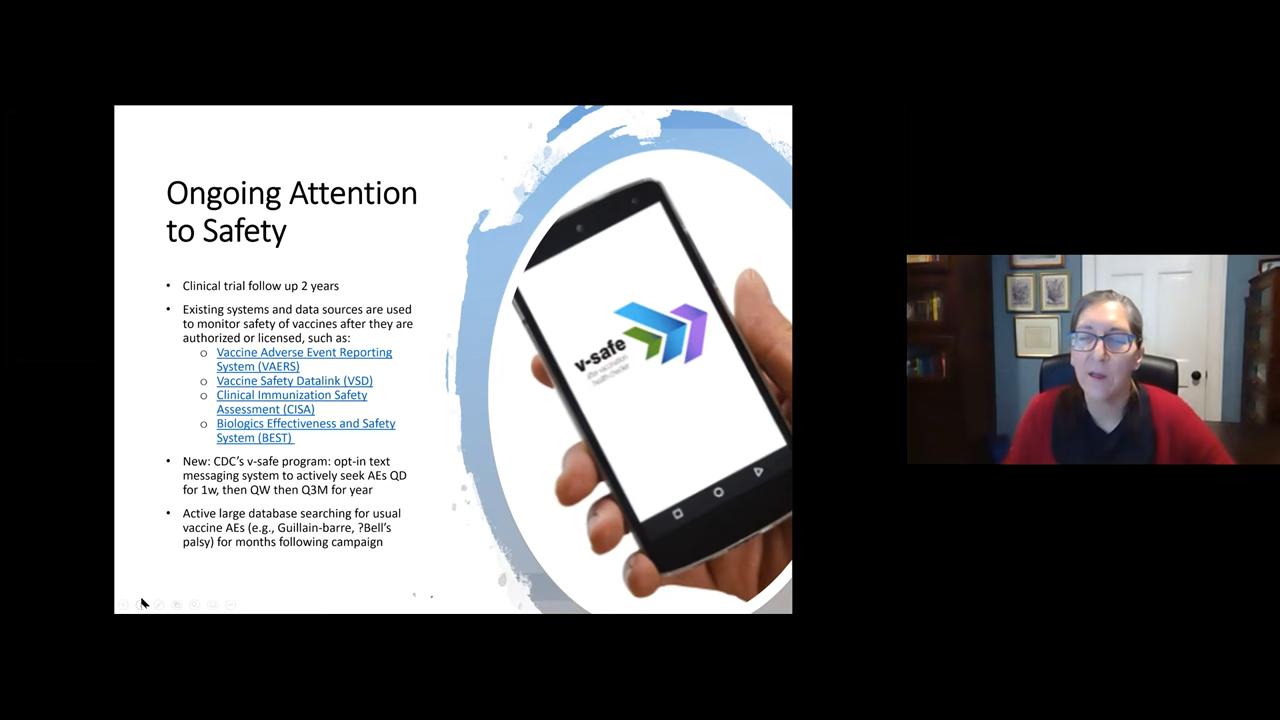 Ongoing Attention
to Safety
• Clinical trial follow up 2 years
• Existing systems and data sources are used
to monitor safety of vaccines after they are
authorized or licensed, such as:
o Vaccine Adverse Event Reporting
System (VAERS)
o Vaccine Safety Datalink (VSD)
o Clinical Immunization Safety
Assessment (CISA)
o Biologics Effectiveness and Safety
System (BEST)
• New: CDC’s v-safe program: opt-in text
messaging system to actively seek AEs QD
for 1w, then QW then Q3M for year
• Active large database searching for usual
vaccine AEs (e.g., Guillain-barre, ?Bell’s
palsy) for months following campaign
v-safe
after vaccination
health checker